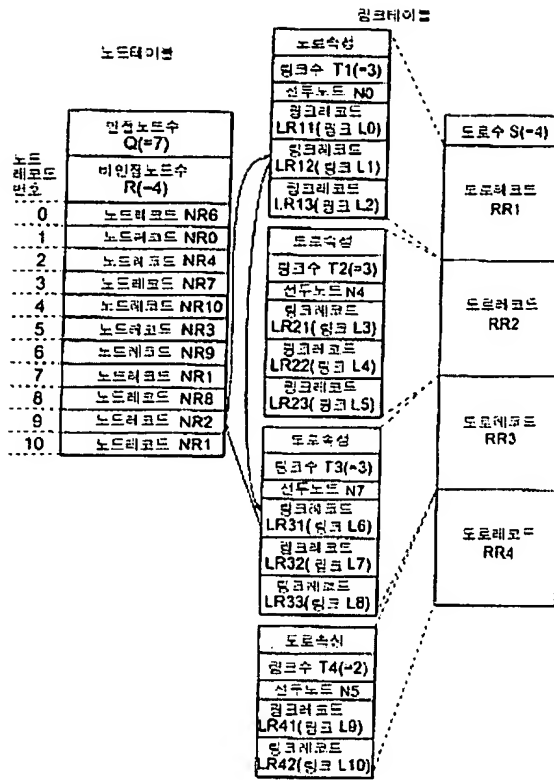 노드테이블
인접노드수
Q(=7)
비인접노드수
R(=4)
노드
레코드
번호
0 노드레코드 NR6
1 노드레코드 NR0
2 노드레코드 NR4
3 노드레코드 NR7
4 노드레코드 NR10
5 노드레코드 NR3
6 노드레코드 NR9
7 노드레코드 NR1
8 노드레코드 NR8
9 노드레코드 NR2
10 노드레코드 NR1
링크테이블
도로속성
링크수 T1(=3)
선두노드 N0
링크레코드
LR11(링크 L0)
링크레코드
LR12(링크 L1)
링크레코드
LR13(링크 L2)
도로속성
링크수 T2(=3)
선두노드 N4
링크레코드
LR21(링크 L3)
링크레코드
LR22(링크 L4)
링크레코드
LR23(링크 L5)
도로속성
링크수 T3(=3)
선두노드 N7
링크레코드
LR31(링크 L6)
링크레코드
LR32(링크 L7)
링크레코드
LR33(링크 L8)
도로속성
링크수 T4(=2)
선두노드 N5
링크레코드
LR41(링크 L9)
링크레코드
LR42(링크 L10)
도로수 S(=4)
도로레코드
RR1
도로레코드
RR2
도로레코드
RR3
도로레코드
RR4